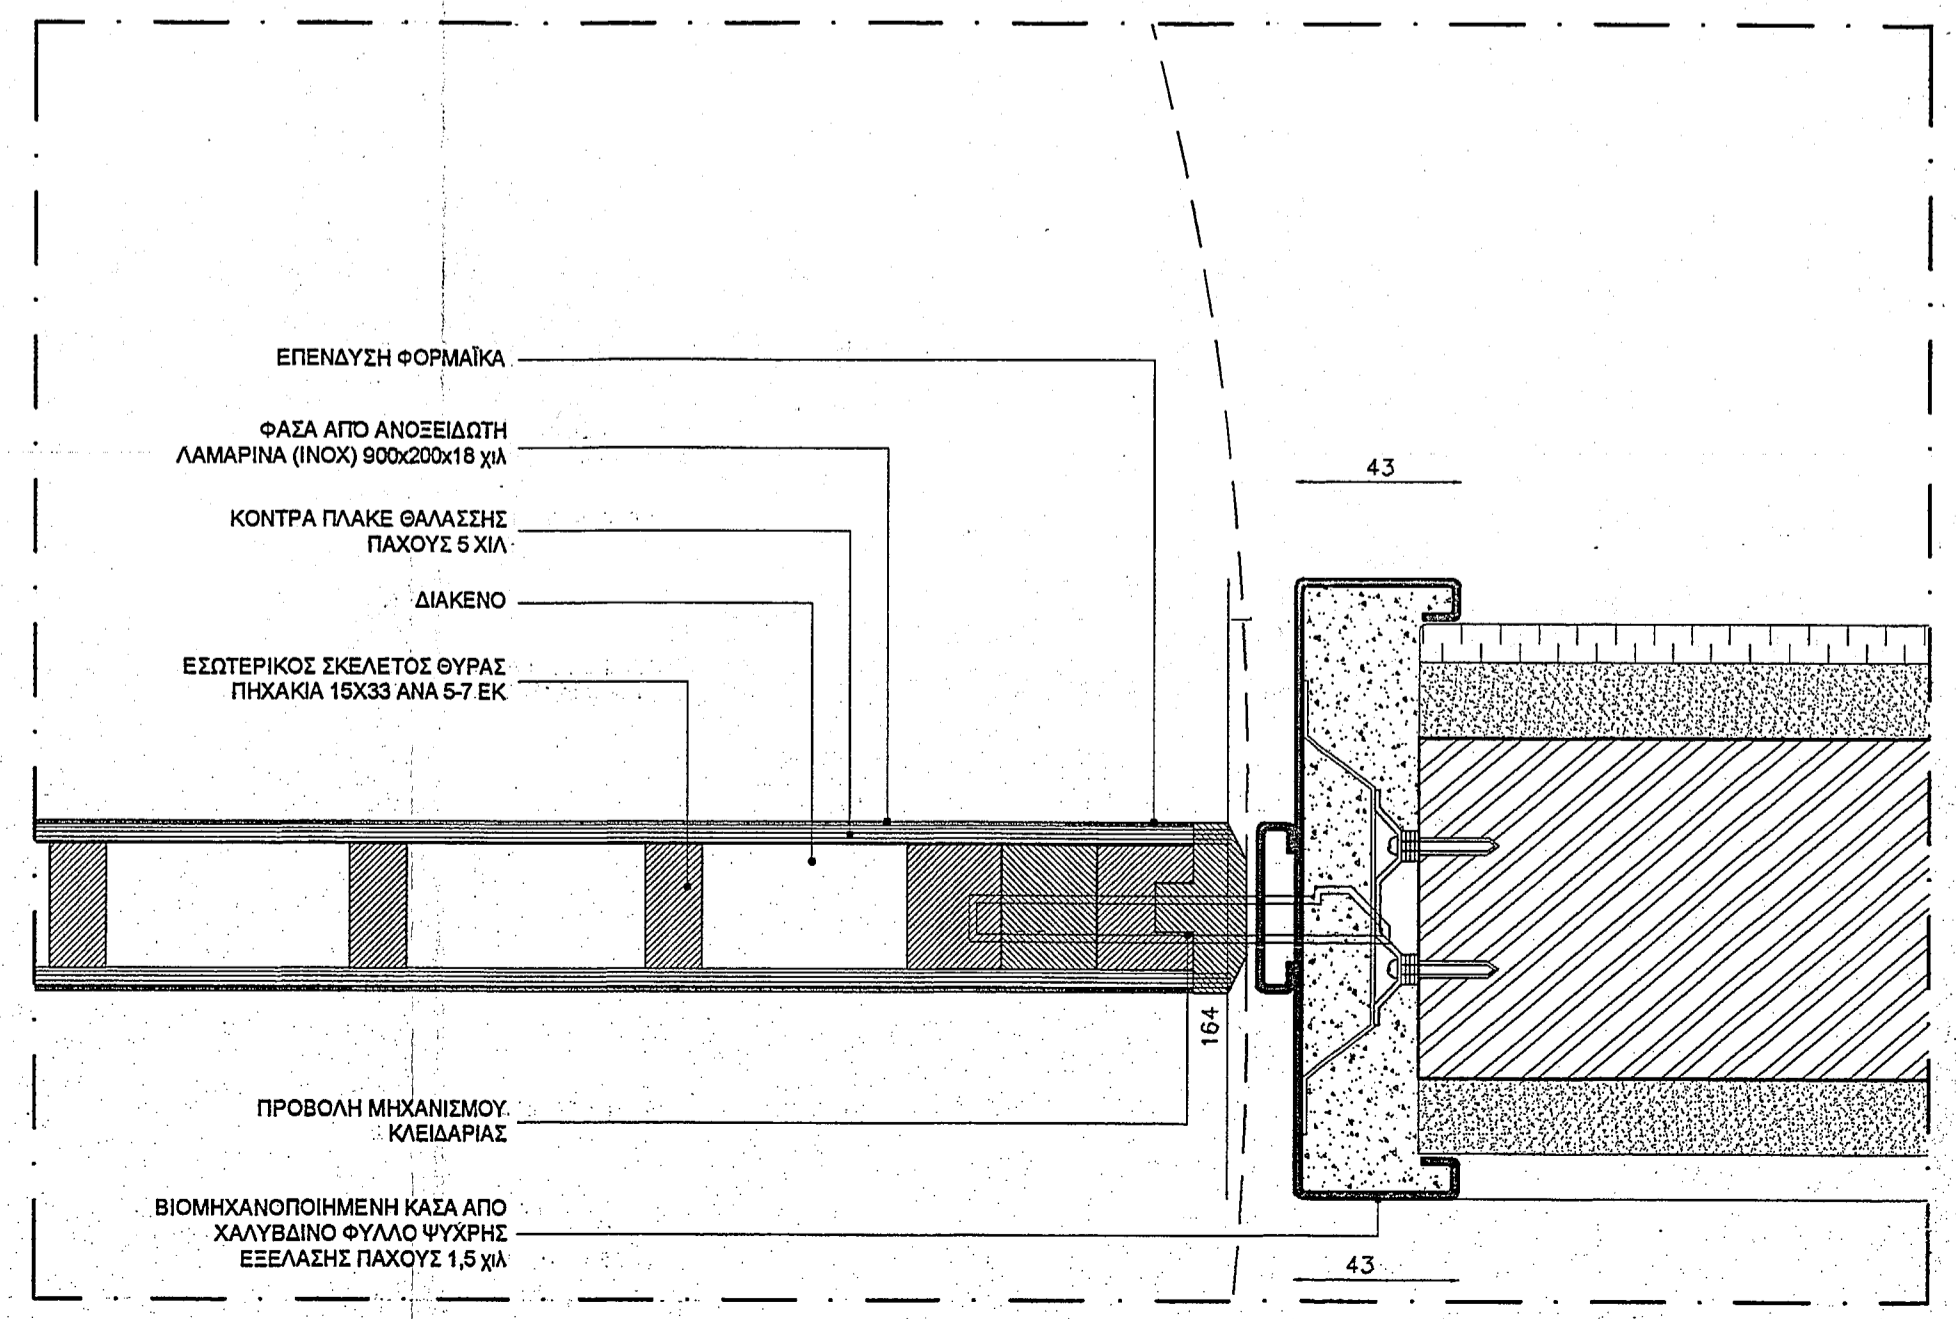 ΕΠΕΝΔΥΣΗ ΦΟΡΜΑΪΚΑ
ΦΑΣΑ ΑΠΟ ΑΝΟΞΕΙΔΩΤΗ
ΛΑΜΑΡΙΝΑ (INOX) 900x200x18 χιλ
ΚΟΝΤΡΑ ΠΛΑΚΕ ΘΑΛΑΣΣΗΣ
ΠΑΧΟΥΣ 5 ΧΙΛ
ΔΙΑΚΕΝΟ
ΕΣΩΤΕΡΙΚΟΣ ΣΚΕΛΕΤΟΣ ΘΥΡΑΣ
ΠΗΧΑΚΙΑ 15X33 ΑΝΑ 5-7 ΕΚ
43
164
ΠΡΟΒΟΛΗ ΜΗΧΑΝΙΣΜΟΥ
ΚΛΕΙΔΑΡΙΑΣ
ΒΙΟΜΗΧΑΝΟΠΟΙΗΜΕΝΗ ΚΑΣΑ ΑΠΟ
ΧΑΛΥΒΔΙΝΟ ΦΥΛΛΟ ΨΥΧΡΗΣ
ΕΞΕΛΑΣΗΣ ΠΑΧΟΥΣ 1,5 χιλ
43